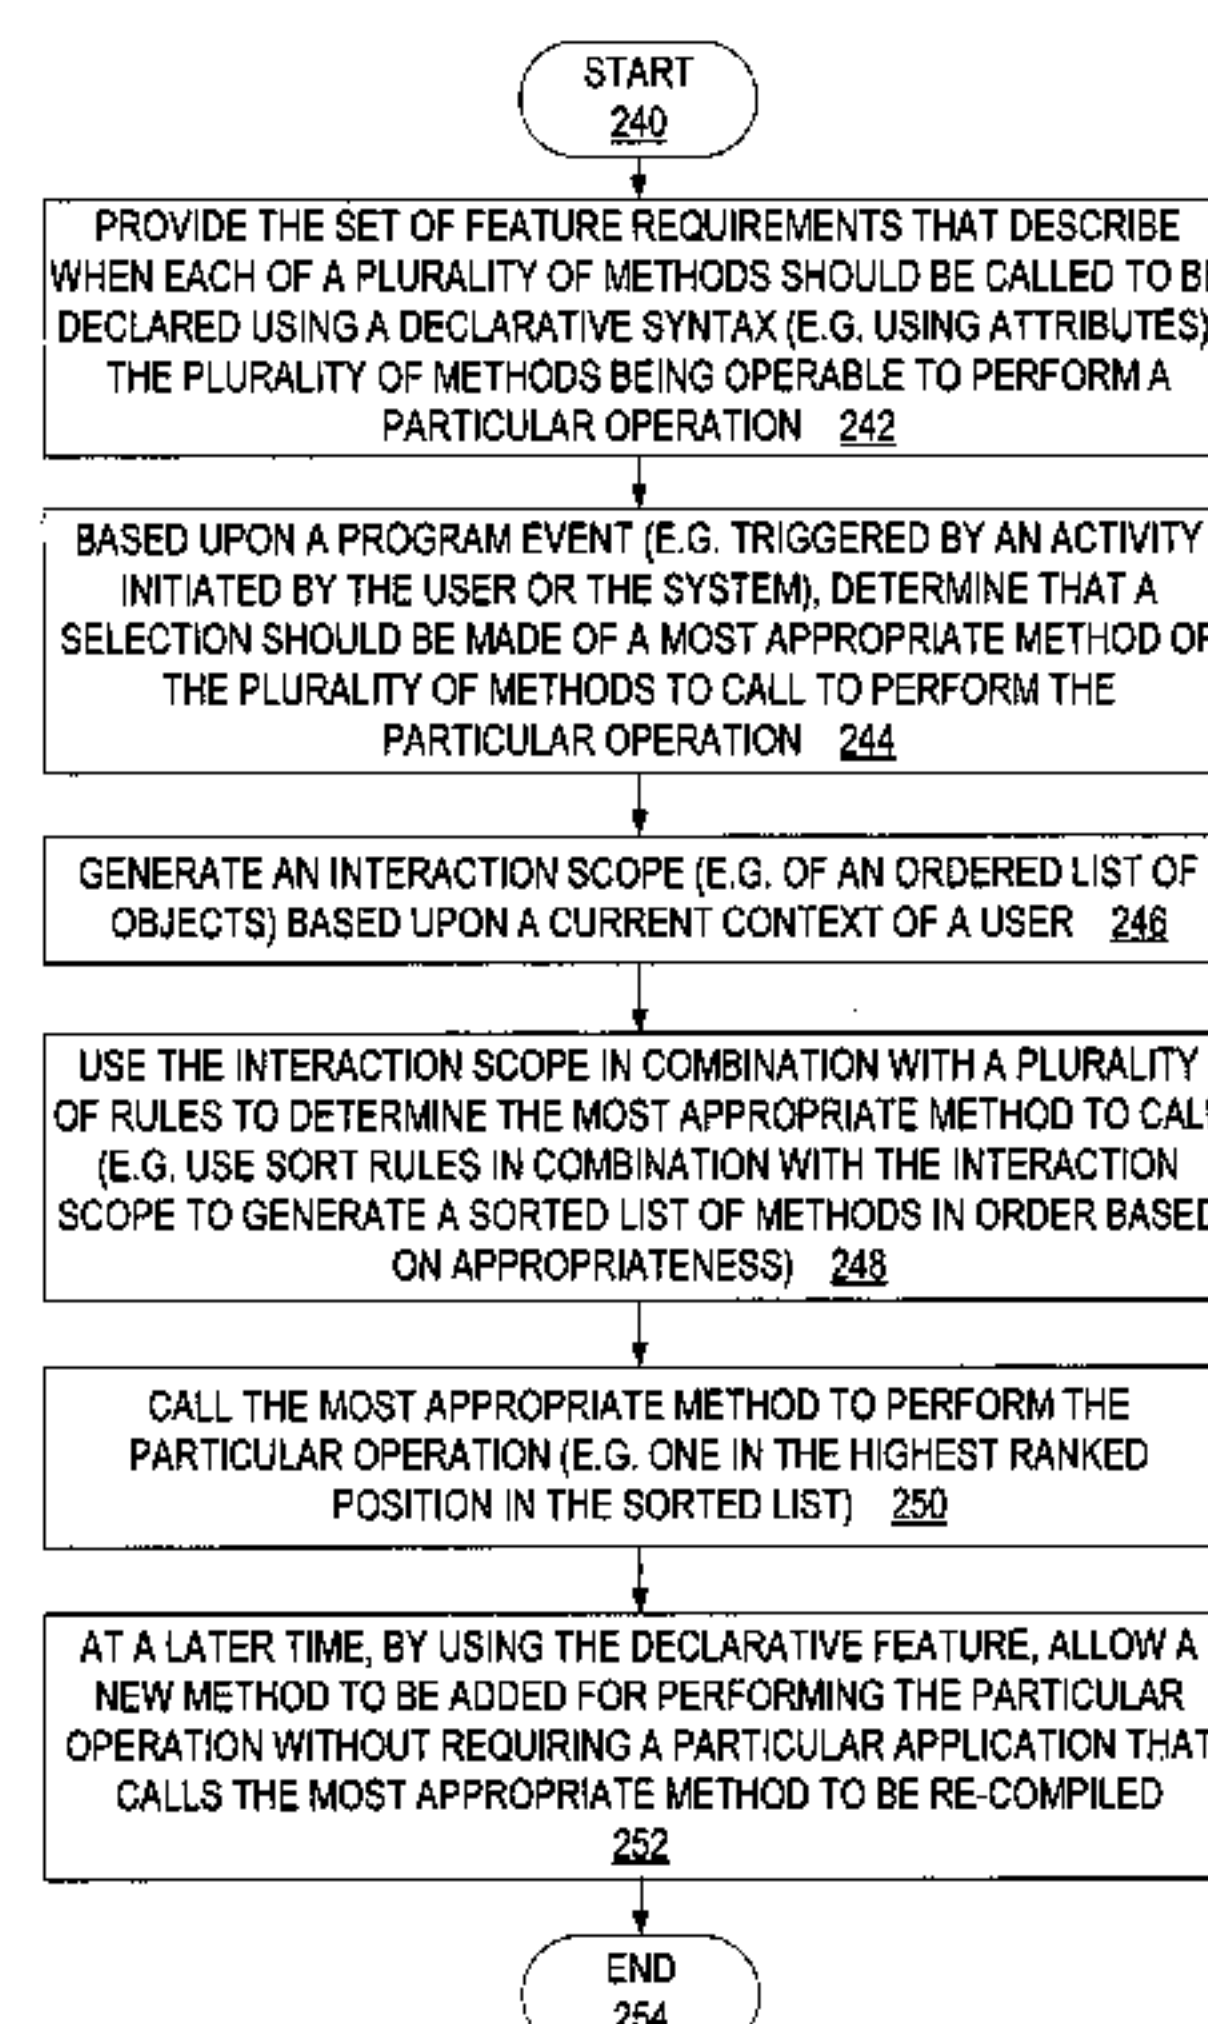 START
240
PROVIDE THE SET OF FEATURE REQUIREMENTS THAT DESCRIBE
WHEN EACH OF A PLURALITY OF METHODS SHOULD BE CALLED TO BE
DECLARED USING A DECLARATIVE SYNTAX (E.G. USING ATTRIBUTES)
THE PLURALITY OF METHODS BEING OPERABLE TO PERFORM A
PARTICULAR OPERATION 242
BASED UPON A PROGRAM EVENT (E.G. TRIGGERED BY AN ACTIVITY
INITIATED BY THE USER OR THE SYSTEM), DETERMINE THAT A
SELECTION SHOULD BE MADE OF A MOST APPROPRIATE METHOD OF
THE PLURALITY OF METHODS TO CALL TO PERFORM THE
PARTICULAR OPERATION 244
GENERATE AN INTERACTION SCOPE (E.G. OF AN ORDERED LIST OF
OBJECTS) BASED UPON A CURRENT CONTEXT OF A USER 246
USE THE INTERACTION SCOPE IN COMBINATION WITH A PLURALITY
OF RULES TO DETERMINE THE MOST APPROPRIATE METHOD TO CALL
(E.G. USE SORT RULES IN COMBINATION WITH THE INTERACTION
SCOPE TO GENERATE A SORTED LIST OF METHODS IN ORDER BASED
ON APPROPRIATENESS) 248
CALL THE MOST APPROPRIATE METHOD TO PERFORM THE
PARTICULAR OPERATION (E.G. ONE IN THE HIGHEST RANKED
POSITION IN THE SORTED LIST) 250
AT A LATER TIME, BY USING THE DECLARATIVE FEATURE, ALLOW A
NEW METHOD TO BE ADDED FOR PERFORMING THE PARTICULAR
OPERATION WITHOUT REQUIRING A PARTICULAR APPLICATION THAT
CALLS THE MOST APPROPRIATE METHOD TO BE RE-COMPILED
252
END
254